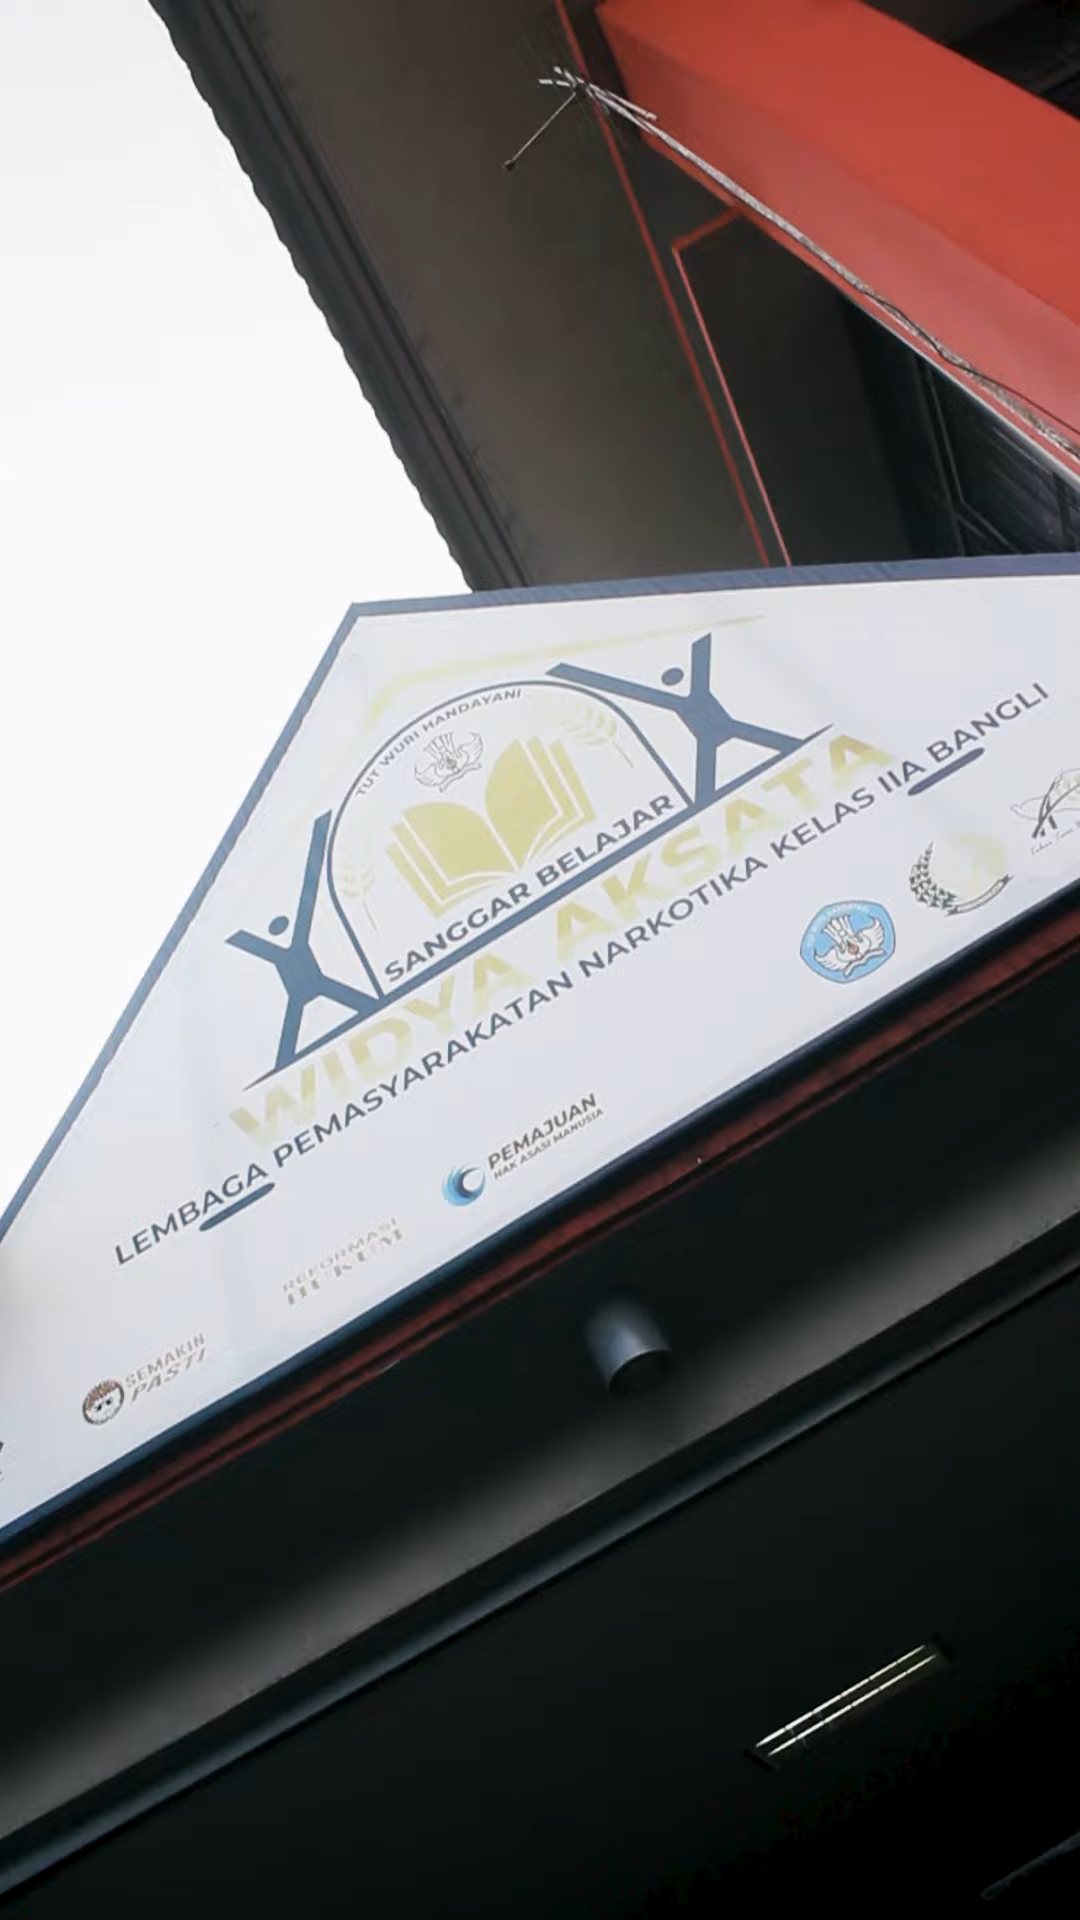 TUT WURI HANDAYANI
SANGGAR BELAJAR
WIDYA AKSATA
LEMBAGA PEMASYARAKATAN NARKOTIKA KELAS IIA BANGLI
SEMAKIN
PASTI
REFORMASI
HUKUM
PEMAJUAN
HAK ASASI MANUSIA